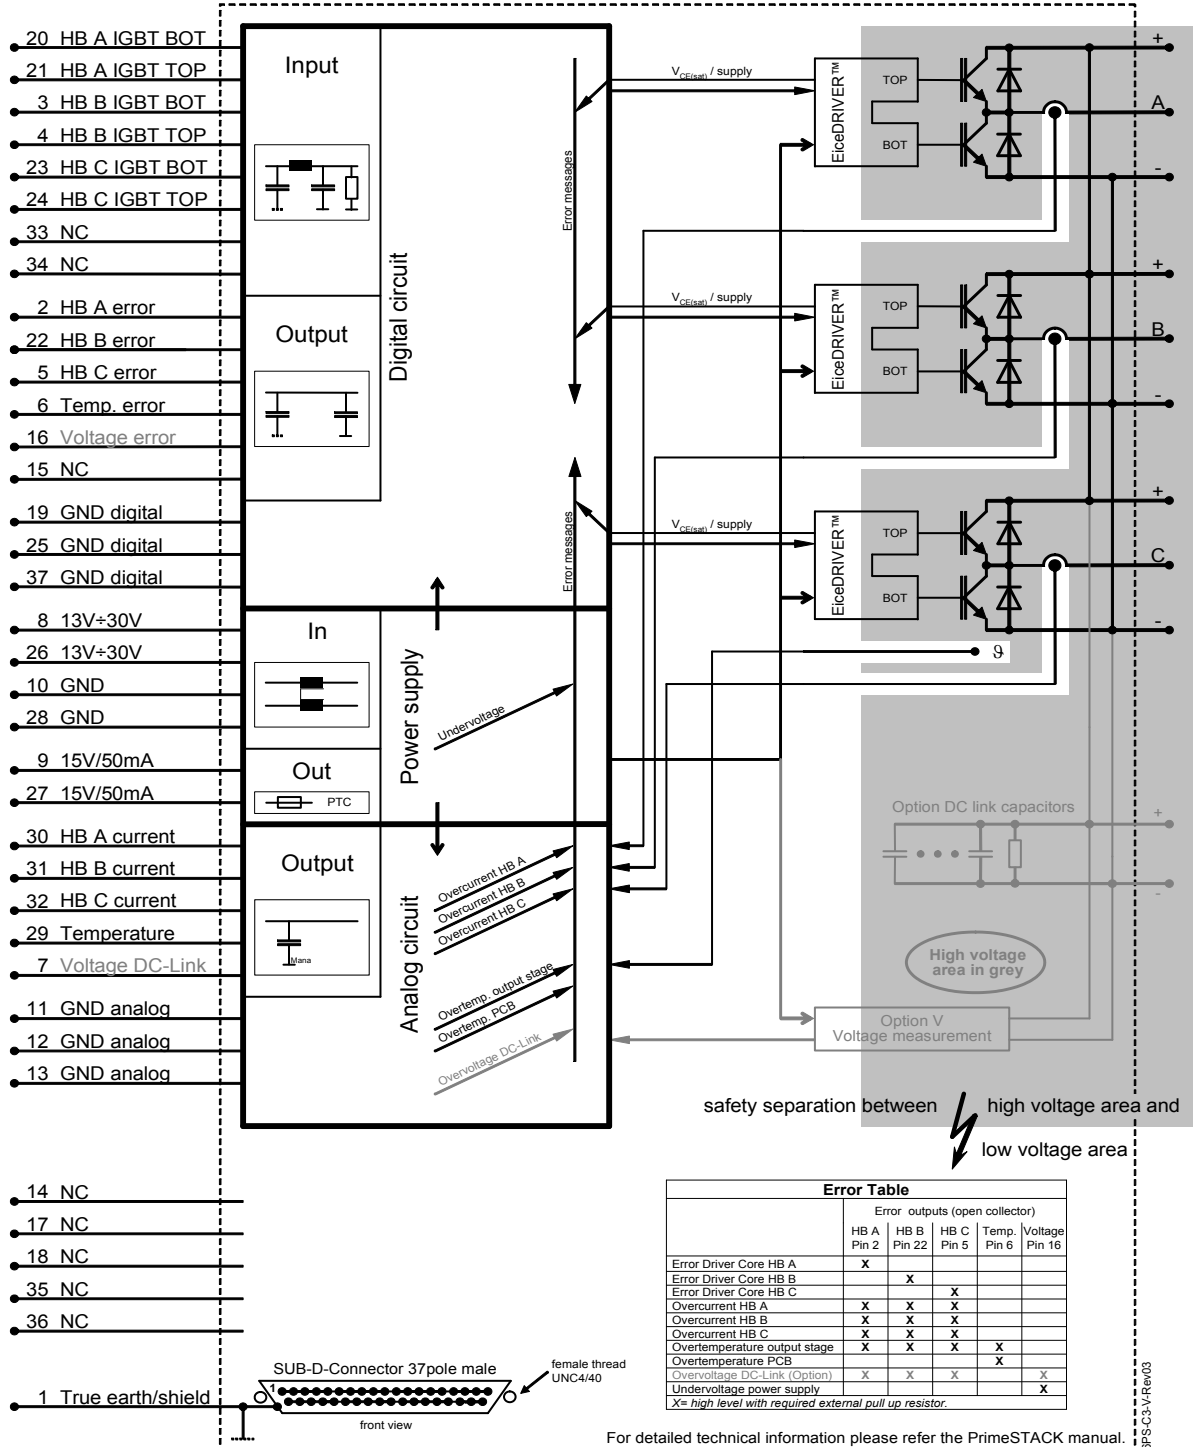 20 HB A IGBT BOT
21 HB A IGBT TOP
3 HB B IGBT BOT
4 HB B IGBT TOP
23 HB C IGBT BOT
24 HB C IGBT TOP
33 NC
34 NC
2 HB A error
22 HB B error
5 HB C error
6 Temp. error
16 Voltage error
15 NC
19 GND digital
25 GND digital
37 GND digital
8 13V÷30V
26 13V÷30V
10 GND
28 GND
9 15V/50mA
27 15V/50mA
30 HB A current
31 HB B current
32 HB C current
29 Temperature
7 Voltage DC-Link
11 GND analog
12 GND analog
13 GND analog
14 NC
17 NC
18 NC
35 NC
36 NC
1 True earth/shield
Input
Output
Digital circuit
Error messages
Error messages
In
Out
PTC
Power supply
Undervoltage
Output
Mana
Analog circuit
Overcurrent HB A
Overcurrent HB B
Overcurrent HB C
Overtemp. output stage
Overtemp. PCB
Overvoltage DC-Link
VCE(sat) / supply
EiceDRIVER™
TOP
BOT
+
A
-
VCE(sat) / supply
EiceDRIVER™
TOP
BOT
+
B
-
VCE(sat) / supply
EiceDRIVER™
TOP
BOT
+
C
-
ϑ
Option DC link capacitors
+
-
High voltage
area in grey
Option V
Voltage measurement
safety separation between high voltage area and
low voltage area
Error Table
Error outputs (open collector)
HB A HB B HB C Temp. Voltage
Pin 2 Pin 22 Pin 5 Pin 6 Pin 16
Error Driver Core HB A X
Error Driver Core HB B X
Error Driver Core HB C X
Overcurrent HB A X X X
Overcurrent HB B X X X
Overcurrent HB C X X X
Overtemperature output stage X X X X
Overtemperature PCB X
Overvoltage DC-Link (Option) X X X X
Undervoltage power supply X
X= high level with required external pull up resistor.
SUB-D-Connector 37pole male
1
female thread
UNC4/40
front view
For detailed technical information please refer the PrimeSTACK manual.